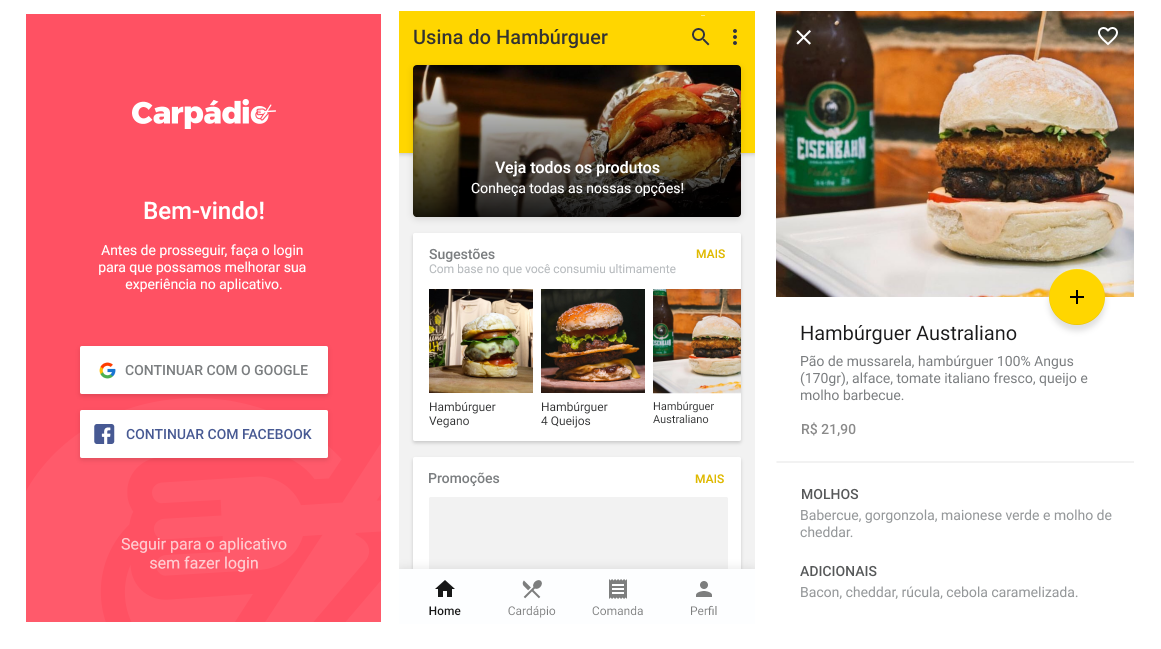 Carpádio
Bem-vindo!
Antes de prosseguir, faça o login
para que possamos melhorar sua
experiência no aplicativo.
CONTINUAR COM O GOOGLE
CONTINUAR COM FACEBOOK
Seguir para o aplicativo
sem fazer login
Usina do Hambúrguer
Veja todos os produtos
Conheça todas as nossas opções!
Sugestões
MAIS
Com base no que você consumiu ultimamente
Hambúrguer
Vegano
Hambúrguer
4 Queijos
Hambúrguer
Australiano
Promoções
MAIS
Home
Cardápio
Comanda
Perfil
EISENBAHN
Hambúrguer Australiano
Pão de mussarela, hambúrguer 100% Angus
(170gr), alface, tomate italiano fresco, queijo e
molho barbecue.
R$ 21,90
MOLHOS
Babercue, gorgonzola, maionese verde e molho de
cheddar.
ADICIONAIS
Bacon, cheddar, rúcula, cebola caramelizada.